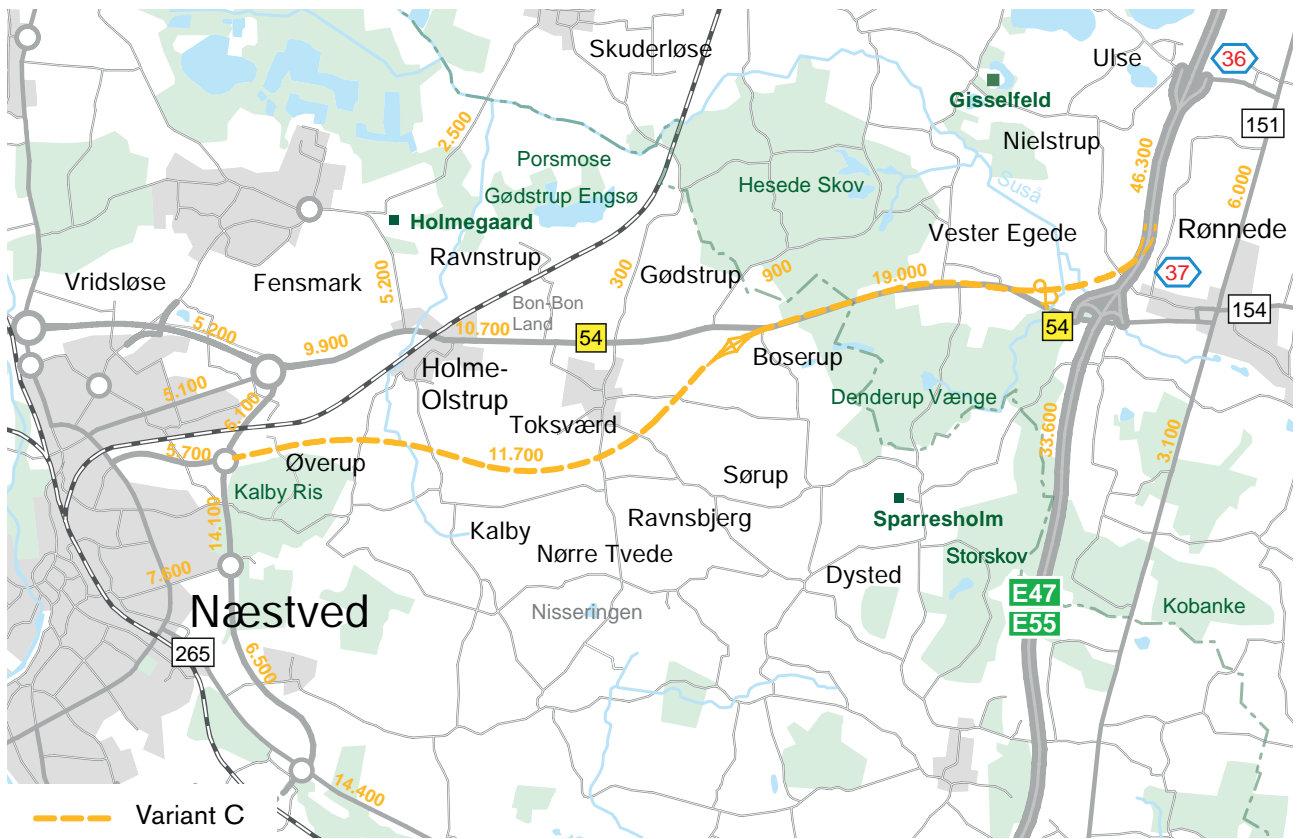 Skuderløse
Ulse
36
Gisselfeld
151
2.500
Porsmose
Nielstrup
46.300
Gødstrup Engsø
Hesede Skov
Suså
6.000
Holmegaard
Vester Egede
Rønnede
Ravnstrup
Vridsløse
Fensmark
5.200
300
Gødstrup
900
19.000
37
Bon-Bon
Land
5.200
9.900
10.700
54
54
154
Boserup
Holme-
Olstrup
5.100
6.100
Denderup Vænge
Toksværd
33.600
3.100
5.700
Øverup
11.700
Kalby Ris
Sørup
14.100
Sparresholm
Kalby
Ravnsbjerg
Nørre Tvede
Storskov
7.600
Dysted
Næstved
Nisseringen
E47
E55
Kobanke
265
6.500
14.400
Variant C